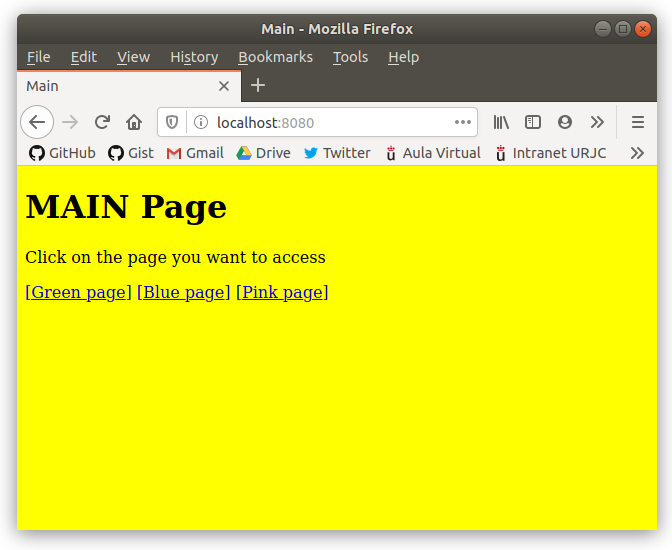 Main - Mozilla Firefox
File Edit View History Bookmarks Tools Help
Main
localhost:8080
GitHub Gist Gmail Drive Twitter Aula Virtual Intranet URJC
MAIN Page
Click on the page you want to access
[Green page] [Blue page] [Pink page]